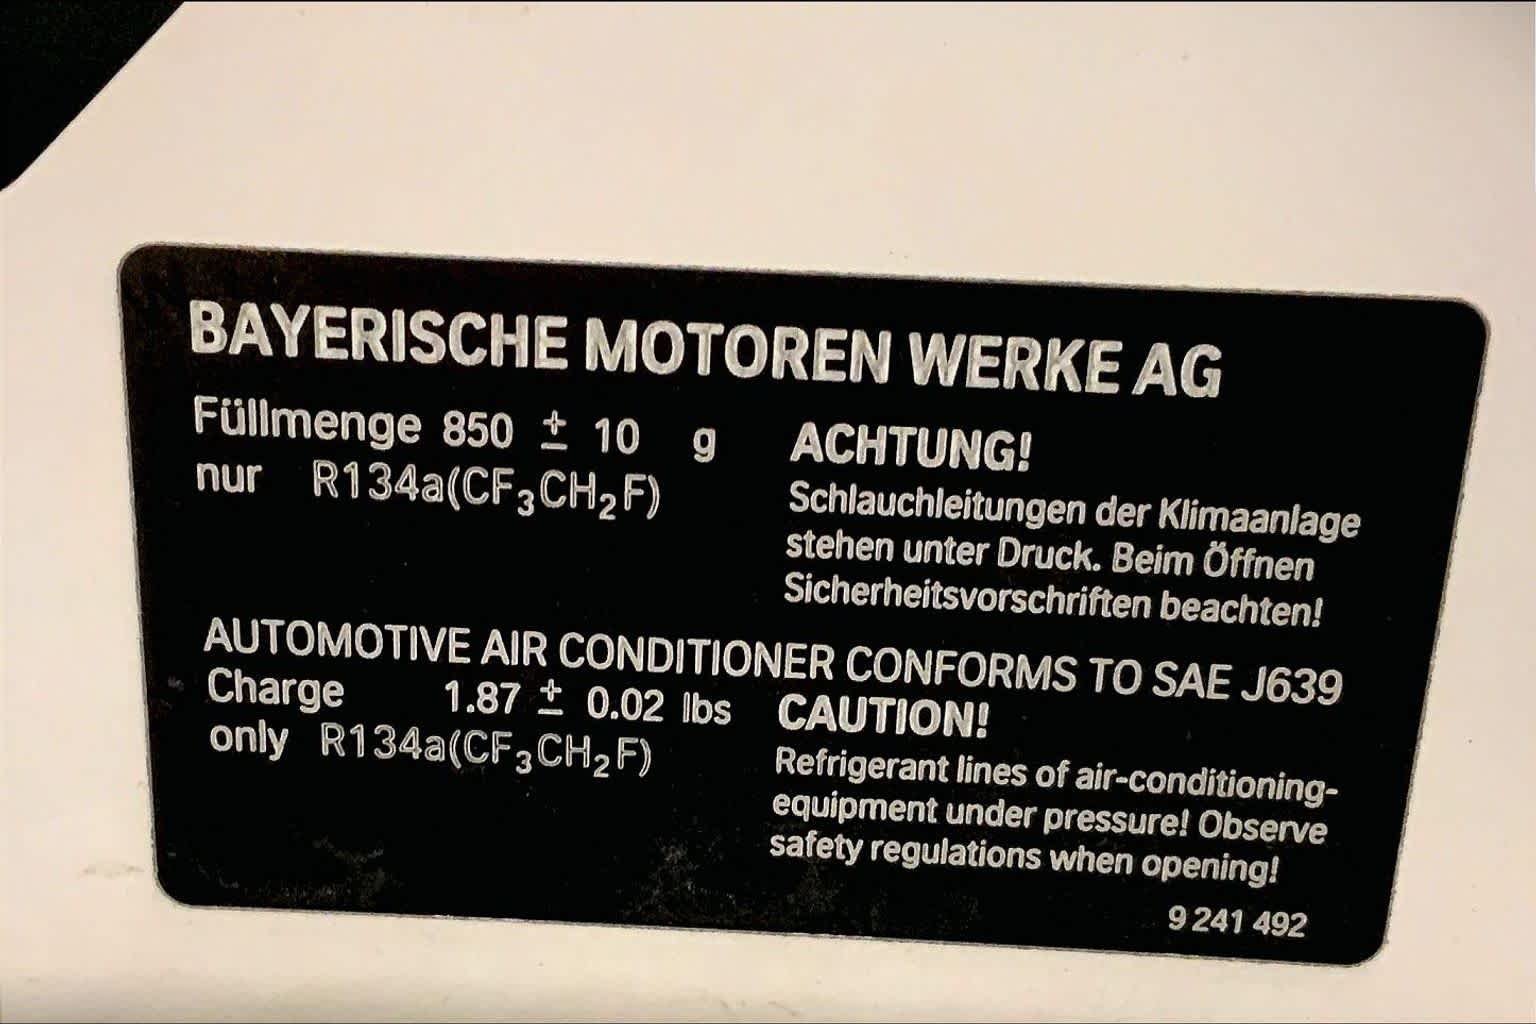 BAYERISCHE MOTOREN WERKE AG
Füllmenge 850 ± 10 g
nur R134a(CF₃CH₂F)
ACHTUNG!
Schlauchleitungen der Klimaanlage
stehen unter Druck. Beim Öffnen
Sicherheitsvorschriften beachten!
AUTOMOTIVE AIR CONDITIONER CONFORMS TO SAE J639
Charge 1.87 ± 0.02 lbs
only R134a(CF₃CH₂F)
CAUTION!
Refrigerant lines of air-conditioning-
equipment under pressure! Observe
safety regulations when opening!
9 241 492